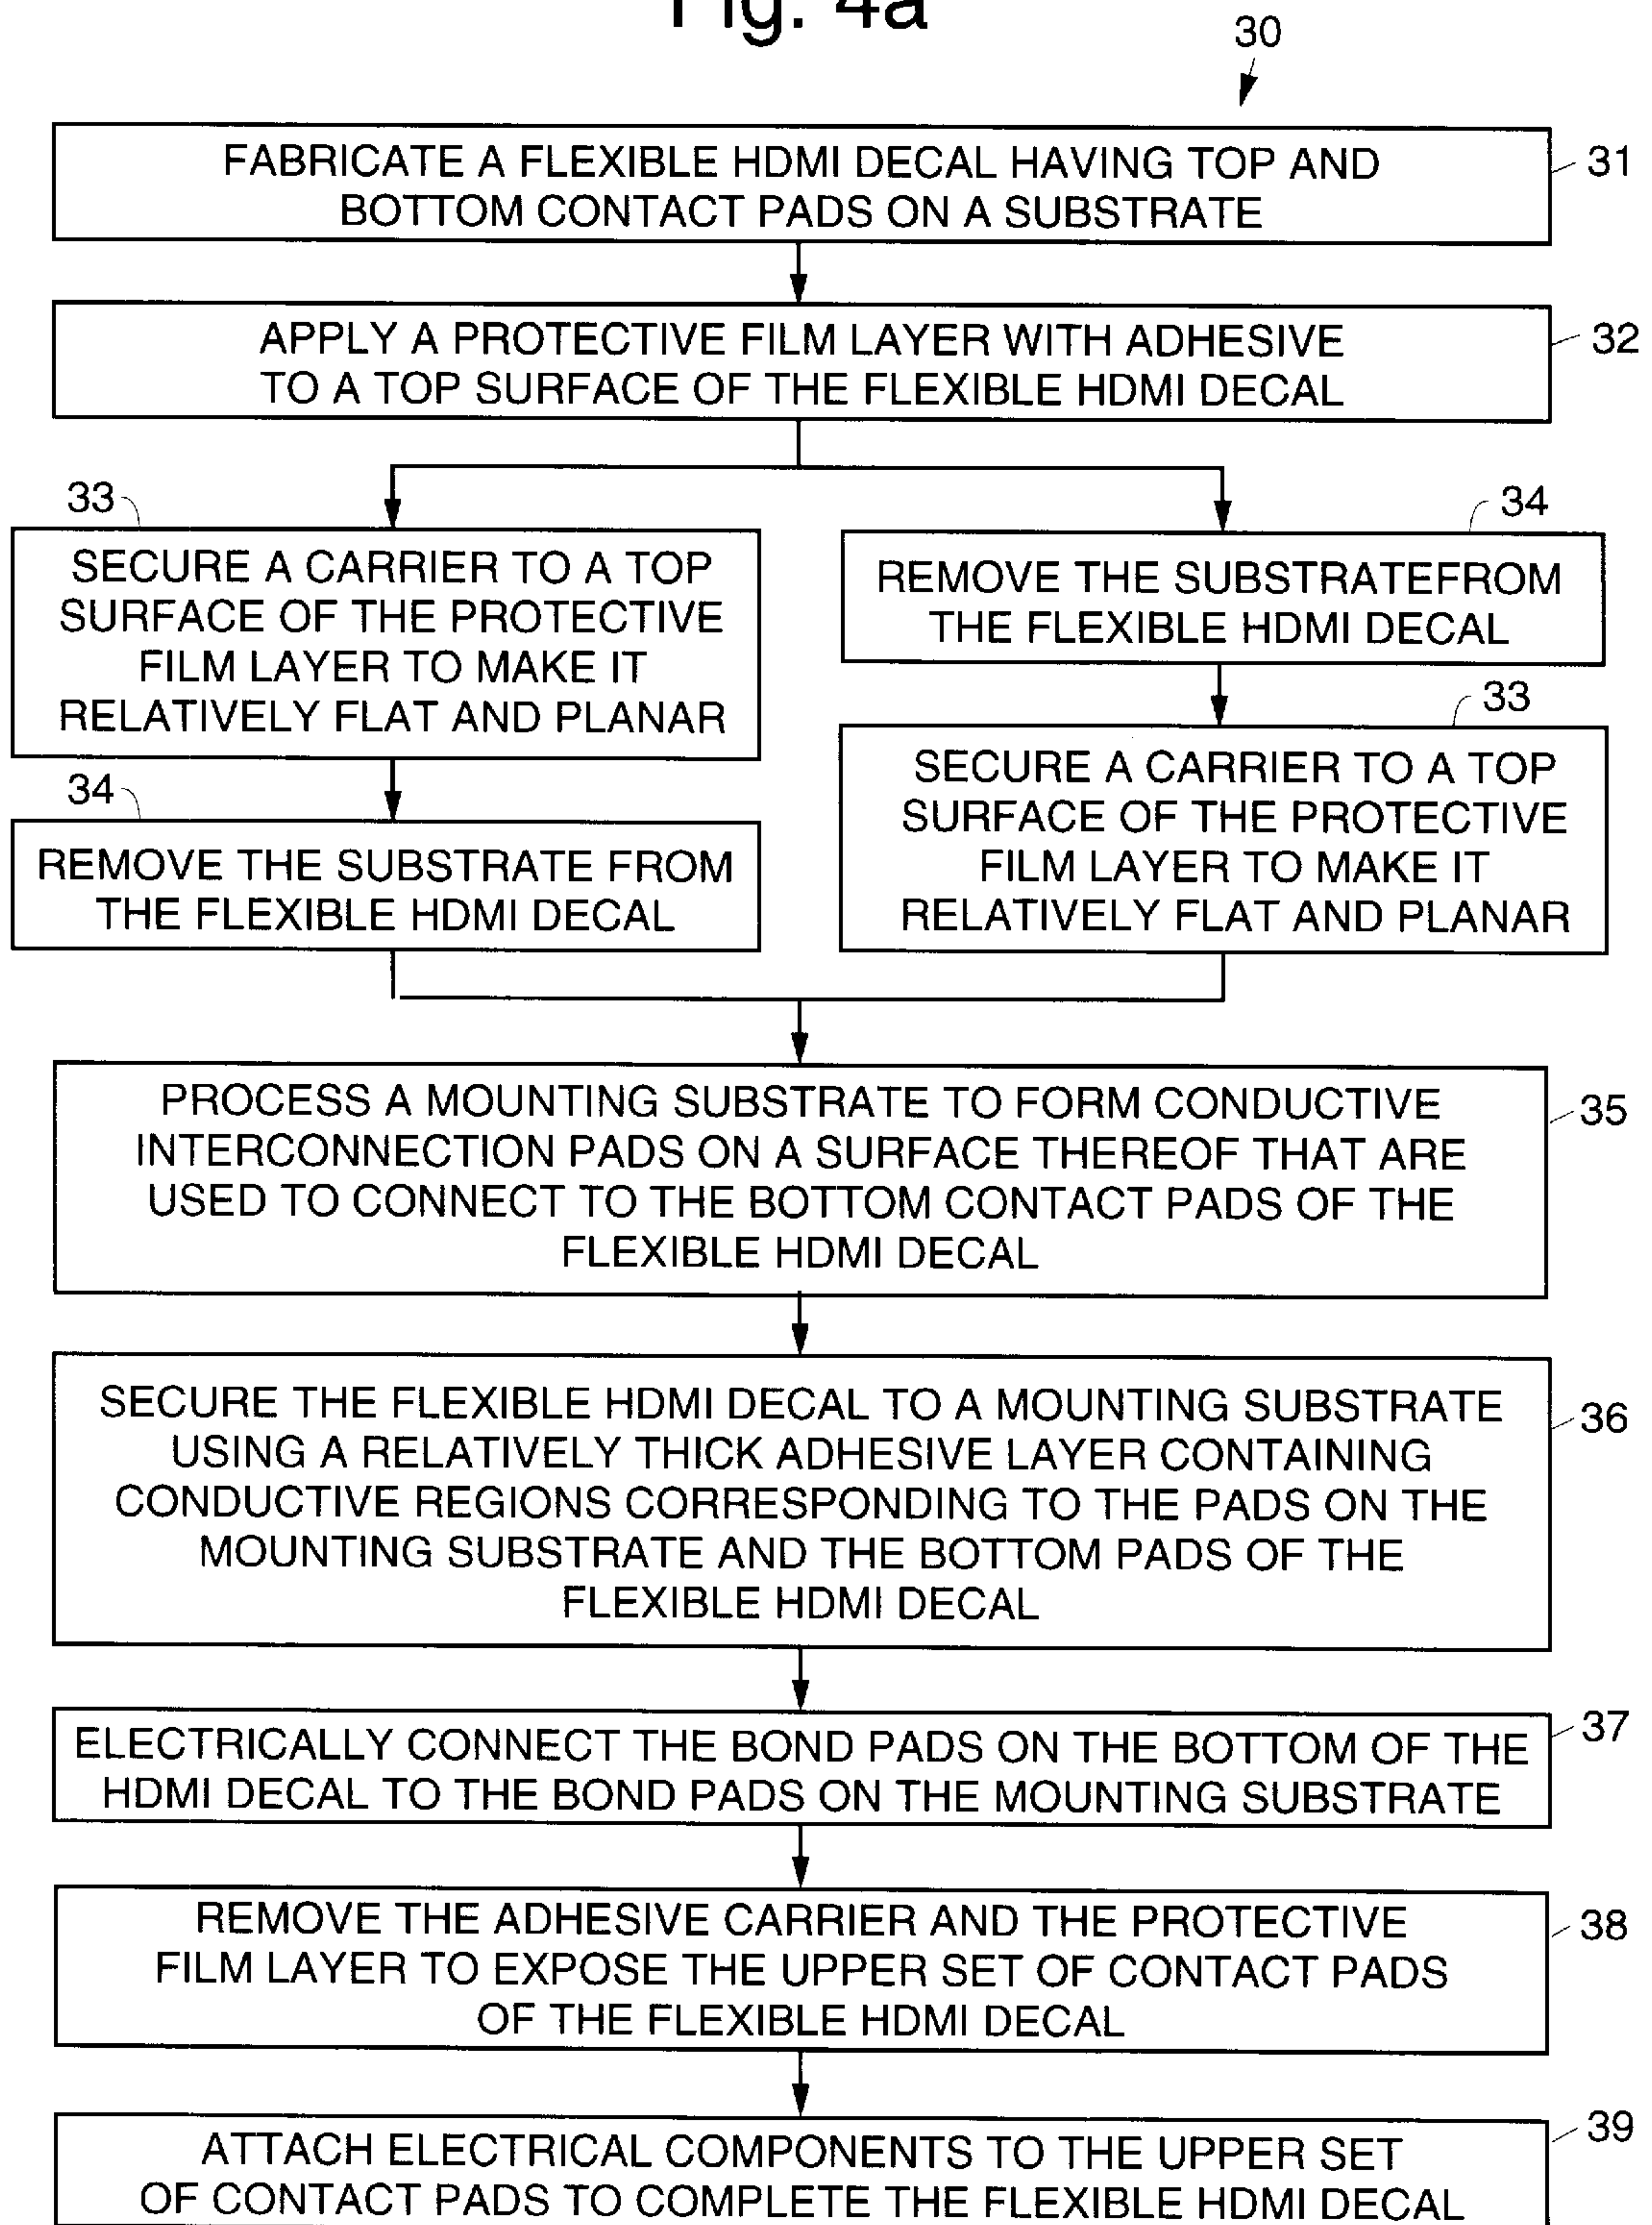 Fig. 4a
30
FABRICATE A FLEXIBLE HDMI DECAL HAVING TOP AND
BOTTOM CONTACT PADS ON A SUBSTRATE
31
APPLY A PROTECTIVE FILM LAYER WITH ADHESIVE
TO A TOP SURFACE OF THE FLEXIBLE HDMI DECAL
32
33
SECURE A CARRIER TO A TOP
SURFACE OF THE PROTECTIVE
FILM LAYER TO MAKE IT
RELATIVELY FLAT AND PLANAR
34
REMOVE THE SUBSTRATE FROM
THE FLEXIBLE HDMI DECAL
34
REMOVE THE SUBSTRATEFROM
THE FLEXIBLE HDMI DECAL
33
SECURE A CARRIER TO A TOP
SURFACE OF THE PROTECTIVE
FILM LAYER TO MAKE IT
RELATIVELY FLAT AND PLANAR
PROCESS A MOUNTING SUBSTRATE TO FORM CONDUCTIVE
INTERCONNECTION PADS ON A SURFACE THEREOF THAT ARE
USED TO CONNECT TO THE BOTTOM CONTACT PADS OF THE
FLEXIBLE HDMI DECAL
35
SECURE THE FLEXIBLE HDMI DECAL TO A MOUNTING SUBSTRATE
USING A RELATIVELY THICK ADHESIVE LAYER CONTAINING
CONDUCTIVE REGIONS CORRESPONDING TO THE PADS ON THE
MOUNTING SUBSTRATE AND THE BOTTOM PADS OF THE
FLEXIBLE HDMI DECAL
36
ELECTRICALLY CONNECT THE BOND PADS ON THE BOTTOM OF THE
HDMI DECAL TO THE BOND PADS ON THE MOUNTING SUBSTRATE
37
REMOVE THE ADHESIVE CARRIER AND THE PROTECTIVE
FILM LAYER TO EXPOSE THE UPPER SET OF CONTACT PADS
OF THE FLEXIBLE HDMI DECAL
38
ATTACH ELECTRICAL COMPONENTS TO THE UPPER SET
OF CONTACT PADS TO COMPLETE THE FLEXIBLE HDMI DECAL
39